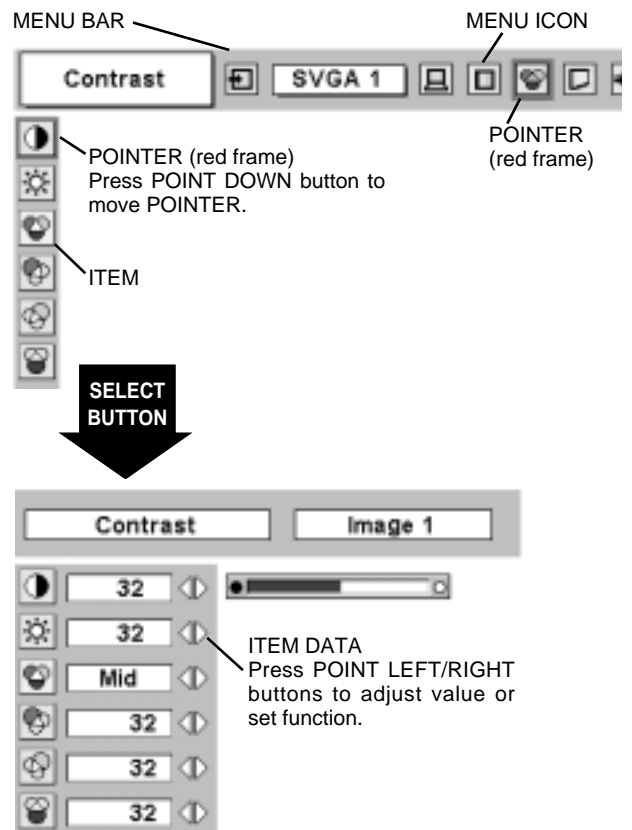 MENU BAR
MENU ICON
Contrast
SVGA 1
POINTER
(red frame)
POINTER (red frame)
Press POINT DOWN button to
move POINTER.
ITEM
SELECT
BUTTON
Contrast
Image 1
32
32
Mid
32
32
32
ITEM DATA
Press POINT LEFT/RIGHT
buttons to adjust value or
set function.